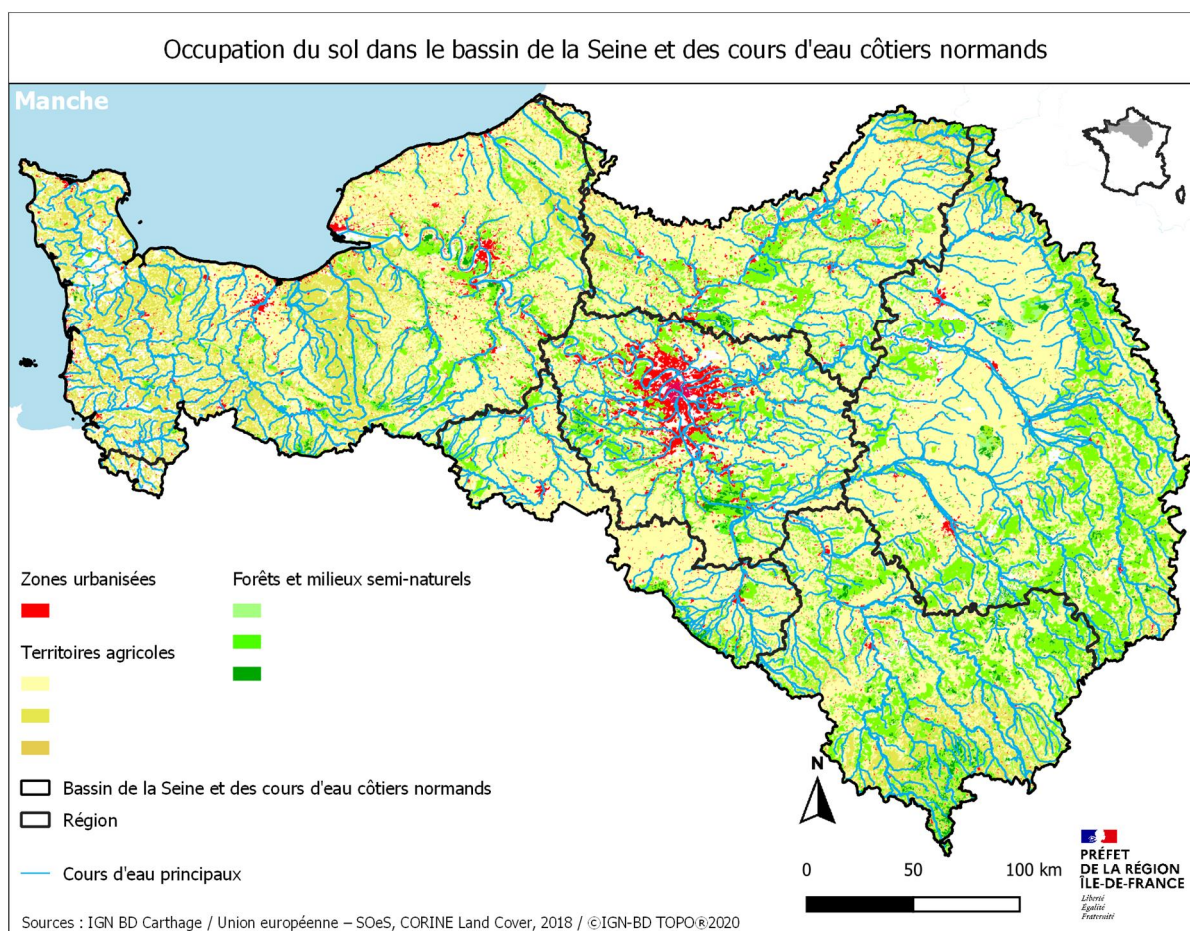 Occupation du sol dans le bassin de la Seine et des cours d'eau côtiers normands
Manche
Zones urbanisées
Forêts et milieux semi-naturels
Territoires agricoles
Bassin de la Seine et des cours d'eau côtiers normands
Région
Cours d'eau principaux
N
0 50 100 km
PRÉFET
DE LA RÉGION
ÎLE-DE-FRANCE
Liberté
Égalité
Fraternité
Sources : IGN BD Carthage / Union européenne – SOeS, CORINE Land Cover, 2018 / ©IGN-BD TOPO®2020